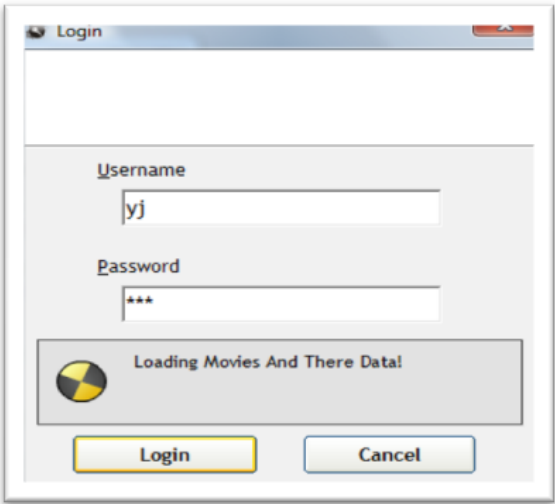 Login
Username
yj
Password
***
Loading Movies And There Data!
Login Cancel